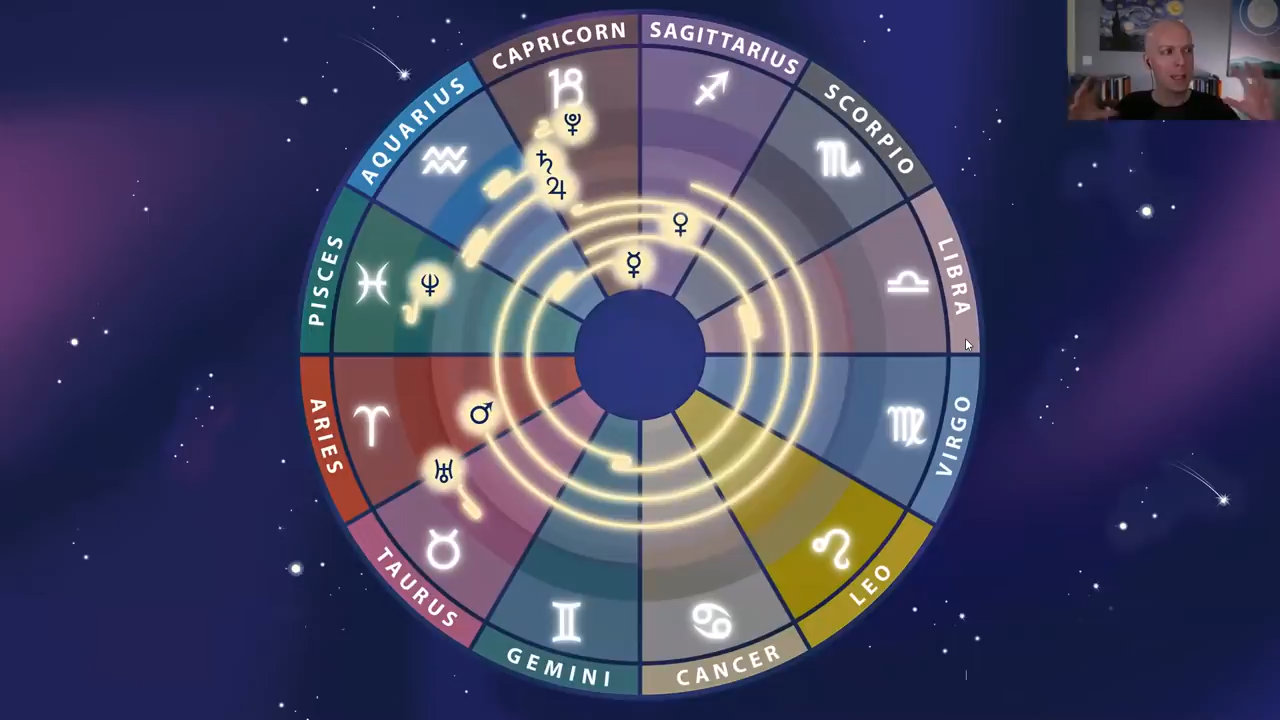 CAPRICORN
SAGITTARIUS
SCORPIO
LIBRA
VIRGO
LEO
CANCER
GEMINI
TAURUS
ARIES
PISCES
AQUARIUS